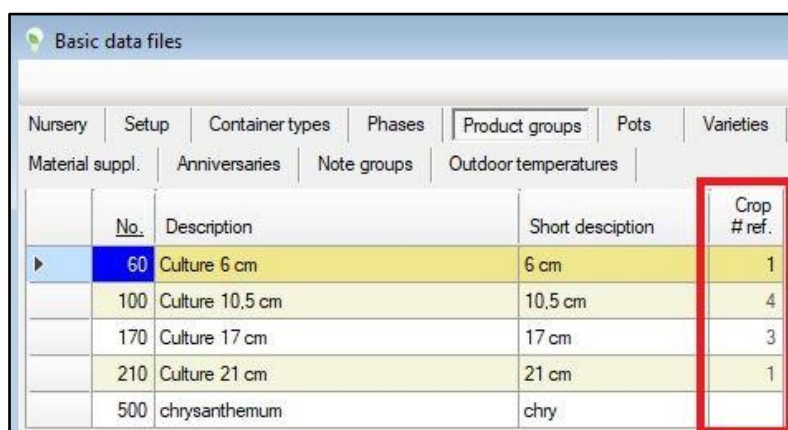 Basic data files
Nursery Setup Container types Phases Product groups Pots Varieties
Material suppl. Anniversaries Note groups Outdoor temperatures
No. Description Short desciption Crop # ref.
60 Culture 6 cm 6 cm 1
100 Culture 10,5 cm 10,5 cm 4
170 Culture 17 cm 17 cm 3
210 Culture 21 cm 21 cm 1
500 chrysanthemum chry